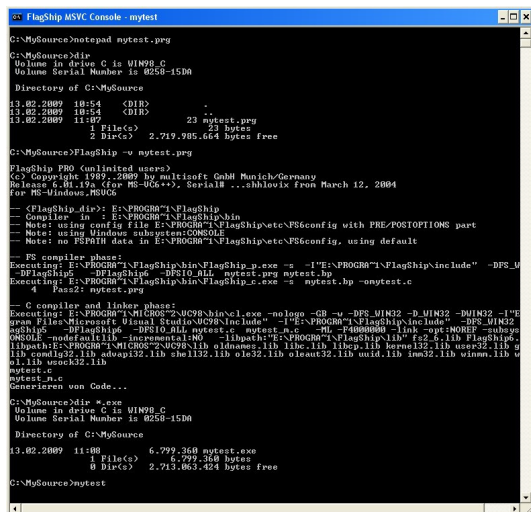 FlagShip MSVC Console - mytest
C:\MySource>notepad mytest.prg
C:\MySource>dir
Volume in drive C is WIN98_C
Volume Serial Number is 0258-15DA
Directory of C:\MySource
13.02.2009 10:54 <DIR> .
13.02.2009 10:54 <DIR> ..
13.02.2009 11:07 23 mytest.prg
1 File(s) 23 bytes
2 Dir(s) 2.719.985.664 bytes free
C:\MySource>FlagShip -v mytest.prg
FlagShip PRO (unlimited users)
(c) Copyright 1989..2009 by multisoft GmbH Munich/Germany
Release 6.01.19a (for MS-VC6++), Serial# ...shhlovix from March 12, 2004
for MS-Windows,MSVC6
-- (FlagShip_dir): E:\PROGRA~1\FlagShip
-- Compiler in : E:\PROGRA~1\FlagShip\bin
-- Note: using config file E:\PROGRA~1\FlagShip\etc\FS6config with PRE/POSTOPTIONS part
-- Note: using Windows subsystem:CONSOLE
-- Note: no FSPATH data in E:\PROGRA~1\FlagShip\etc\FS6config, using default
-- FS compiler phase:
Executing: E:\PROGRA~1\FlagShip\bin\FlagShip_p.exe -s -I"E:\PROGRA~1\FlagShip\include" -DFS_W
-DFlagShip5 -DFlagShip6 -DFSIO_ALL mytest.prg mytest.bp
Executing: E:\PROGRA~1\FlagShip\bin\FlagShip_c.exe -s mytest.bp -omytest.c
4 Pass2: mytest.prg
-- C compiler and linker phase:
Executing: E:\PROGRA~1\MICROS~2\VC98\bin\cl.exe -nologo -GB -w -DFS_WIN32 -D_WIN32 -DWIN32 -I"E
gram Files\Microsoft Visual Studio\VC98\Include" -I"E:\PROGRA~1\FlagShip\include" -DFS_WIN32
agShip5 -DFlagShip6 -DFSIO_ALL mytest.c mytest_m.c -ML -F4000000 -link -opt:NOREF -subsys
ONSOLE -nodefaultlib -incremental:NO -libpath:"E:\PROGRA~1\FlagShip\lib" fs2_6.lib FlagShip6.
libpath:E:\PROGRA~1\MICROS~2\VC98\lib oldnames.lib libc.lib libcp.lib kernel32.lib user32.lib g
lib comdlg32.lib advapi32.lib shell32.lib ole32.lib oleaut32.lib uuid.lib imm32.lib winmm.lib w
ol.lib wsock32.lib
mytest.c
mytest_m.c
Generieren von Code...
C:\MySource>dir *.exe
Volume in drive C is WIN98_C
Volume Serial Number is 0258-15DA
Directory of C:\MySource
13.02.2009 11:08 6.799.360 mytest.exe
1 File(s) 6.799.360 bytes
0 Dir(s) 2.713.063.424 bytes free
C:\MySource>mytest